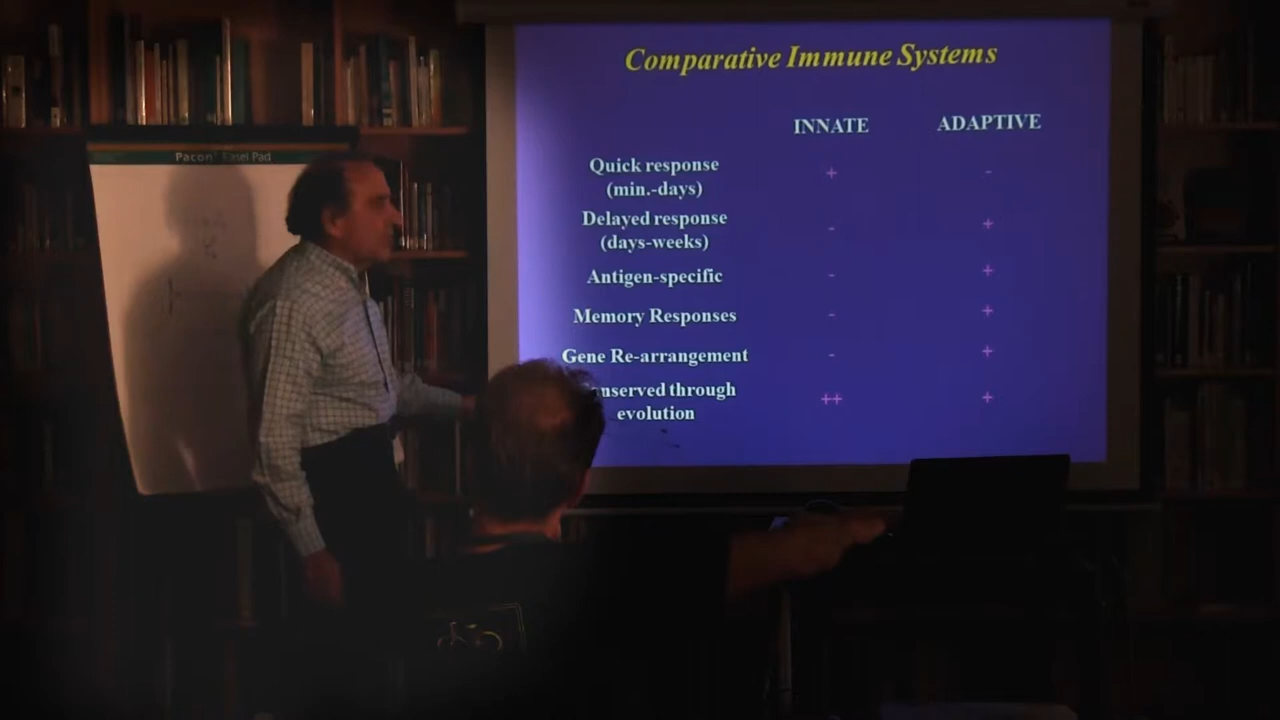 Comparative Immune Systems
INNATE ADAPTIVE
Quick response + -
(min.-days)
Delayed response - +
(days-weeks)
Antigen-specific - +
Memory Responses - +
Gene Re-arrangement - +
nserved through ++ +
evolution
Pacon Easel Pad